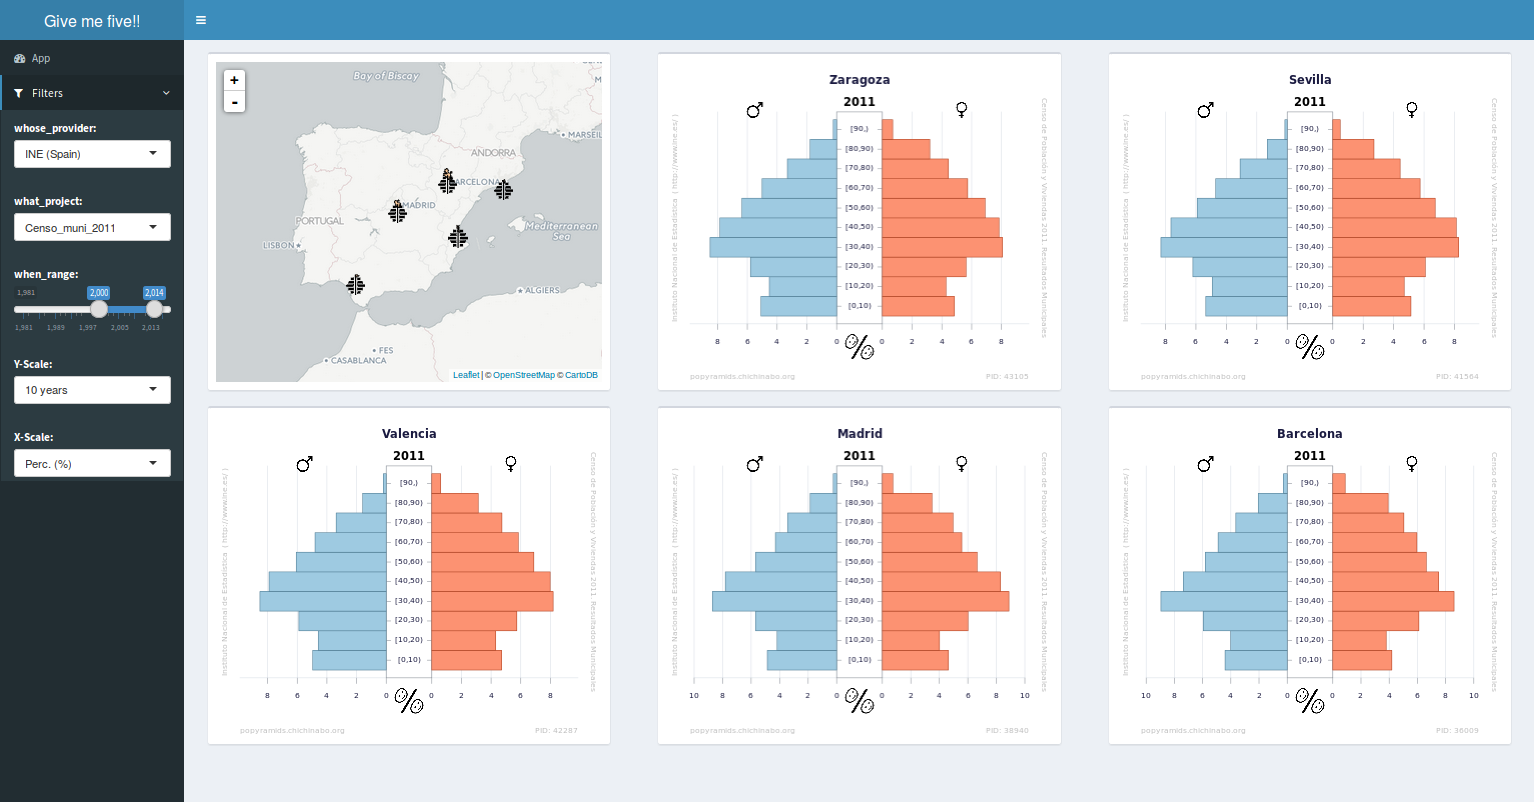 Give me five!!
App
Filters
whose_provider:
INE (Spain)
what_project:
Censo_muni_2011
when_range:
1,981
2,000
2,014
1,981 1,989 1,997 2,005 2,013
Y-Scale:
10 years
X-Scale:
Perc. (%)
+
-
Bay of Biscay
MARSEIL
ANDORRA
ARCELONA
MADRID
PORTUGAL
LISBON
Mediterranean
Sea
ALGIERS
FES
CASABLANCA
Leaflet | © OpenStreetMap © CartoDB
Zaragoza
2011
♂ ♀
[90,)
[80,90)
[70,80)
[60,70)
[50,60)
[40,50)
[30,40)
[20,30)
[10,20)
[0,10)
8 6 4 2 0 % 0 2 4 6 8
Instituto Nacional de Estadística ( http://www.ine.es/ )
Censo de Población y Viviendas 2011. Resultados Municipales
popyramids.chichinabo.org
PID: 43105
Sevilla
2011
♂ ♀
[90,)
[80,90)
[70,80)
[60,70)
[50,60)
[40,50)
[30,40)
[20,30)
[10,20)
[0,10)
8 6 4 2 0 % 0 2 4 6 8
Instituto Nacional de Estadística ( http://www.ine.es/ )
Censo de Población y Viviendas 2011. Resultados Municipales
popyramids.chichinabo.org
PID: 41564
Valencia
2011
♂ ♀
[90,)
[80,90)
[70,80)
[60,70)
[50,60)
[40,50)
[30,40)
[20,30)
[10,20)
[0,10)
8 6 4 2 0 % 0 2 4 6 8
Instituto Nacional de Estadística ( http://www.ine.es/ )
Censo de Población y Viviendas 2011. Resultados Municipales
popyramids.chichinabo.org
PID: 42287
Madrid
2011
♂ ♀
[90,)
[80,90)
[70,80)
[60,70)
[50,60)
[40,50)
[30,40)
[20,30)
[10,20)
[0,10)
10 8 6 4 2 0 % 0 2 4 6 8 10
Instituto Nacional de Estadística ( http://www.ine.es/ )
Censo de Población y Viviendas 2011. Resultados Municipales
popyramids.chichinabo.org
PID: 38940
Barcelona
2011
♂ ♀
[90,)
[80,90)
[70,80)
[60,70)
[50,60)
[40,50)
[30,40)
[20,30)
[10,20)
[0,10)
10 8 6 4 2 0 % 0 2 4 6 8 10
Instituto Nacional de Estadística ( http://www.ine.es/ )
Censo de Población y Viviendas 2011. Resultados Municipales
popyramids.chichinabo.org
PID: 36009